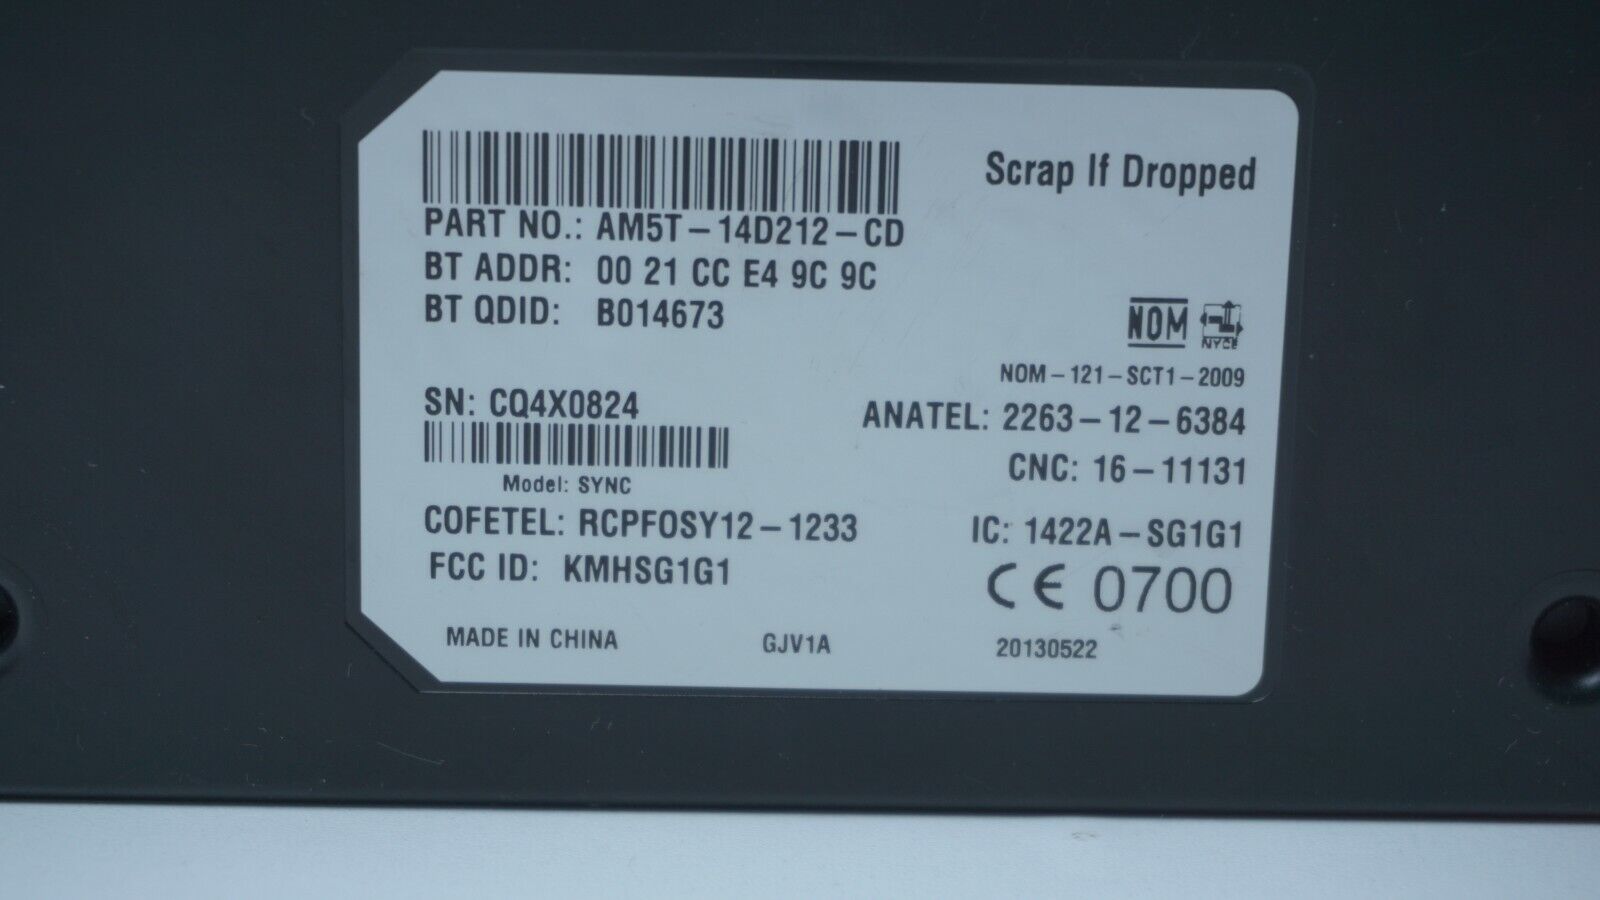 Scrap If Dropped
PART NO.: AM5T-14D212-CD
BT ADDR: 00 21 CC E4 9C 9C
BT QDID: B014673
NOM
NYCE
NOM-121-SCT1-2009
SN: CQ4X0824
ANATEL: 2263-12-6384
CNC: 16-11131
Model: SYNC
COFETEL: RCPFOSY12-1233
IC: 1422A-SG1G1
FCC ID: KMHSG1G1
CE 0700
MADE IN CHINA
GJV1A
20130522